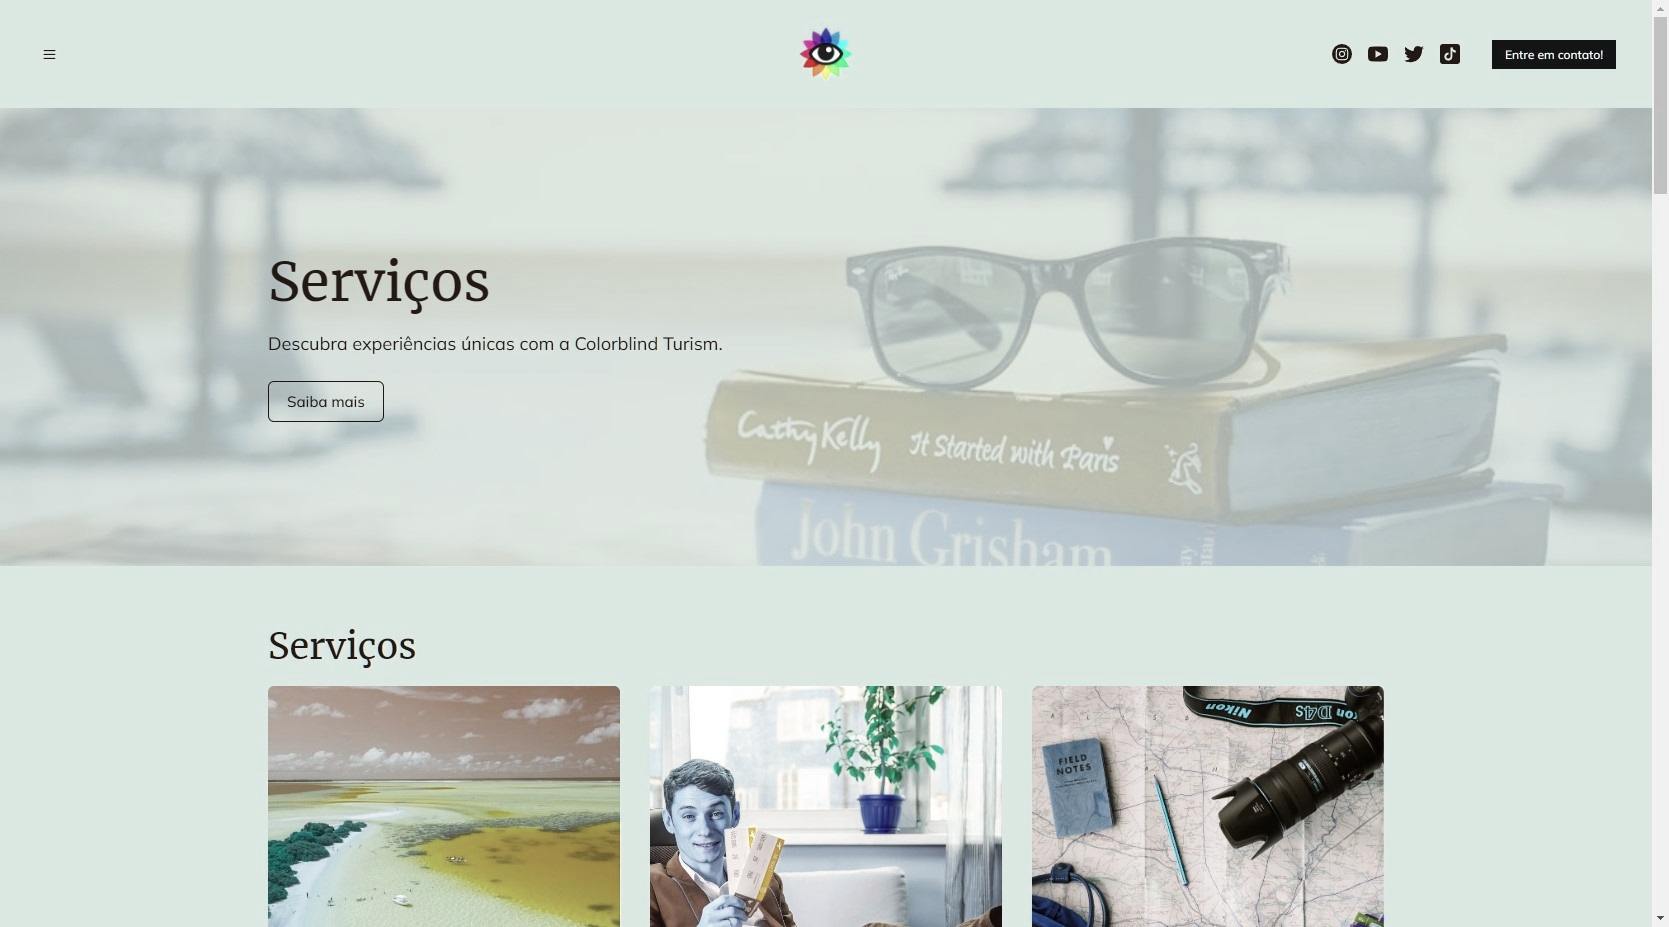 Entre em contato!
Serviços
Descubra experiências únicas com a Colorblind Turism.
Saiba mais
Cathy Kelly It Started with Paris
John Grisham
Serviços
Nikon D4s
FIELD
NOTES